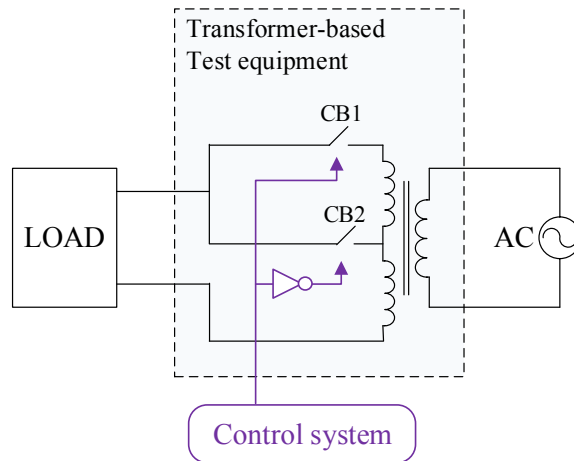 Transformer-based
Test equipment
CB1
CB2
LOAD
AC
Control system